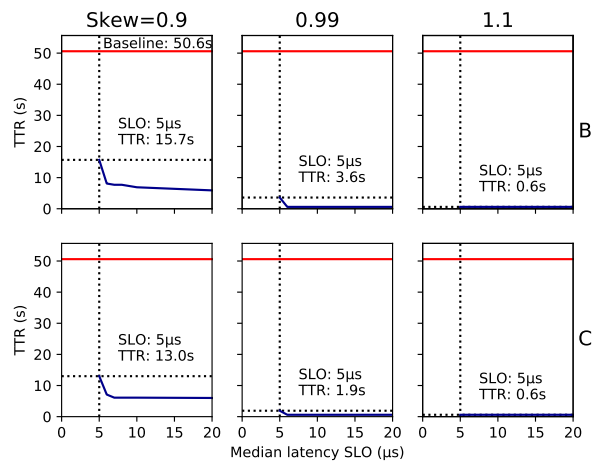 Skew=0.9 0.99 1.1
Baseline: 50.6s
50
40
30
20
10
0
TTR (s)
SLO: 5µs
TTR: 15.7s
SLO: 5µs
TTR: 3.6s
SLO: 5µs
TTR: 0.6s
B
50
40
30
20
10
0
TTR (s)
SLO: 5µs
TTR: 13.0s
SLO: 5µs
TTR: 1.9s
SLO: 5µs
TTR: 0.6s
C
0 5 10 15 20 0 5 10 15 20 0 5 10 15 20
Median latency SLO (µs)